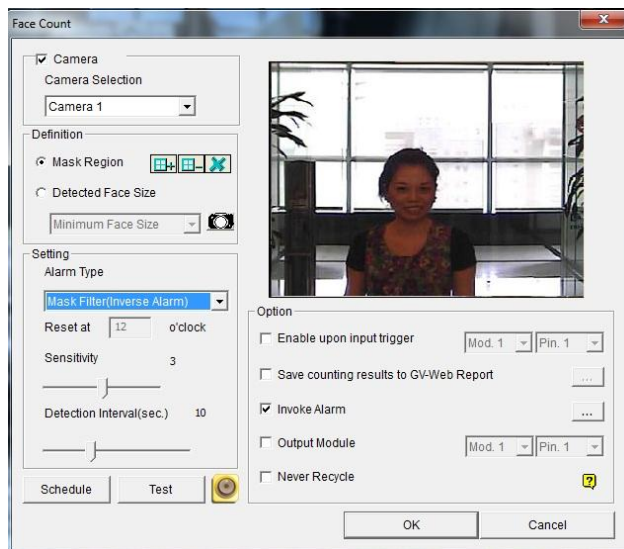 Face Count
Camera
Camera Selection
Camera 1
Definition
Mask Region
Detected Face Size
Minimum Face Size
Setting
Alarm Type
Mask Filter(Inverse Alarm)
Reset at 12 o'clock
Sensitivity 3
Detection Interval(sec.) 10
Schedule Test
Option
Enable upon input trigger Mod. 1 Pin. 1
Save counting results to GV-Web Report ...
Invoke Alarm ...
Output Module Mod. 1 Pin. 1
Never Recycle ?
OK Cancel